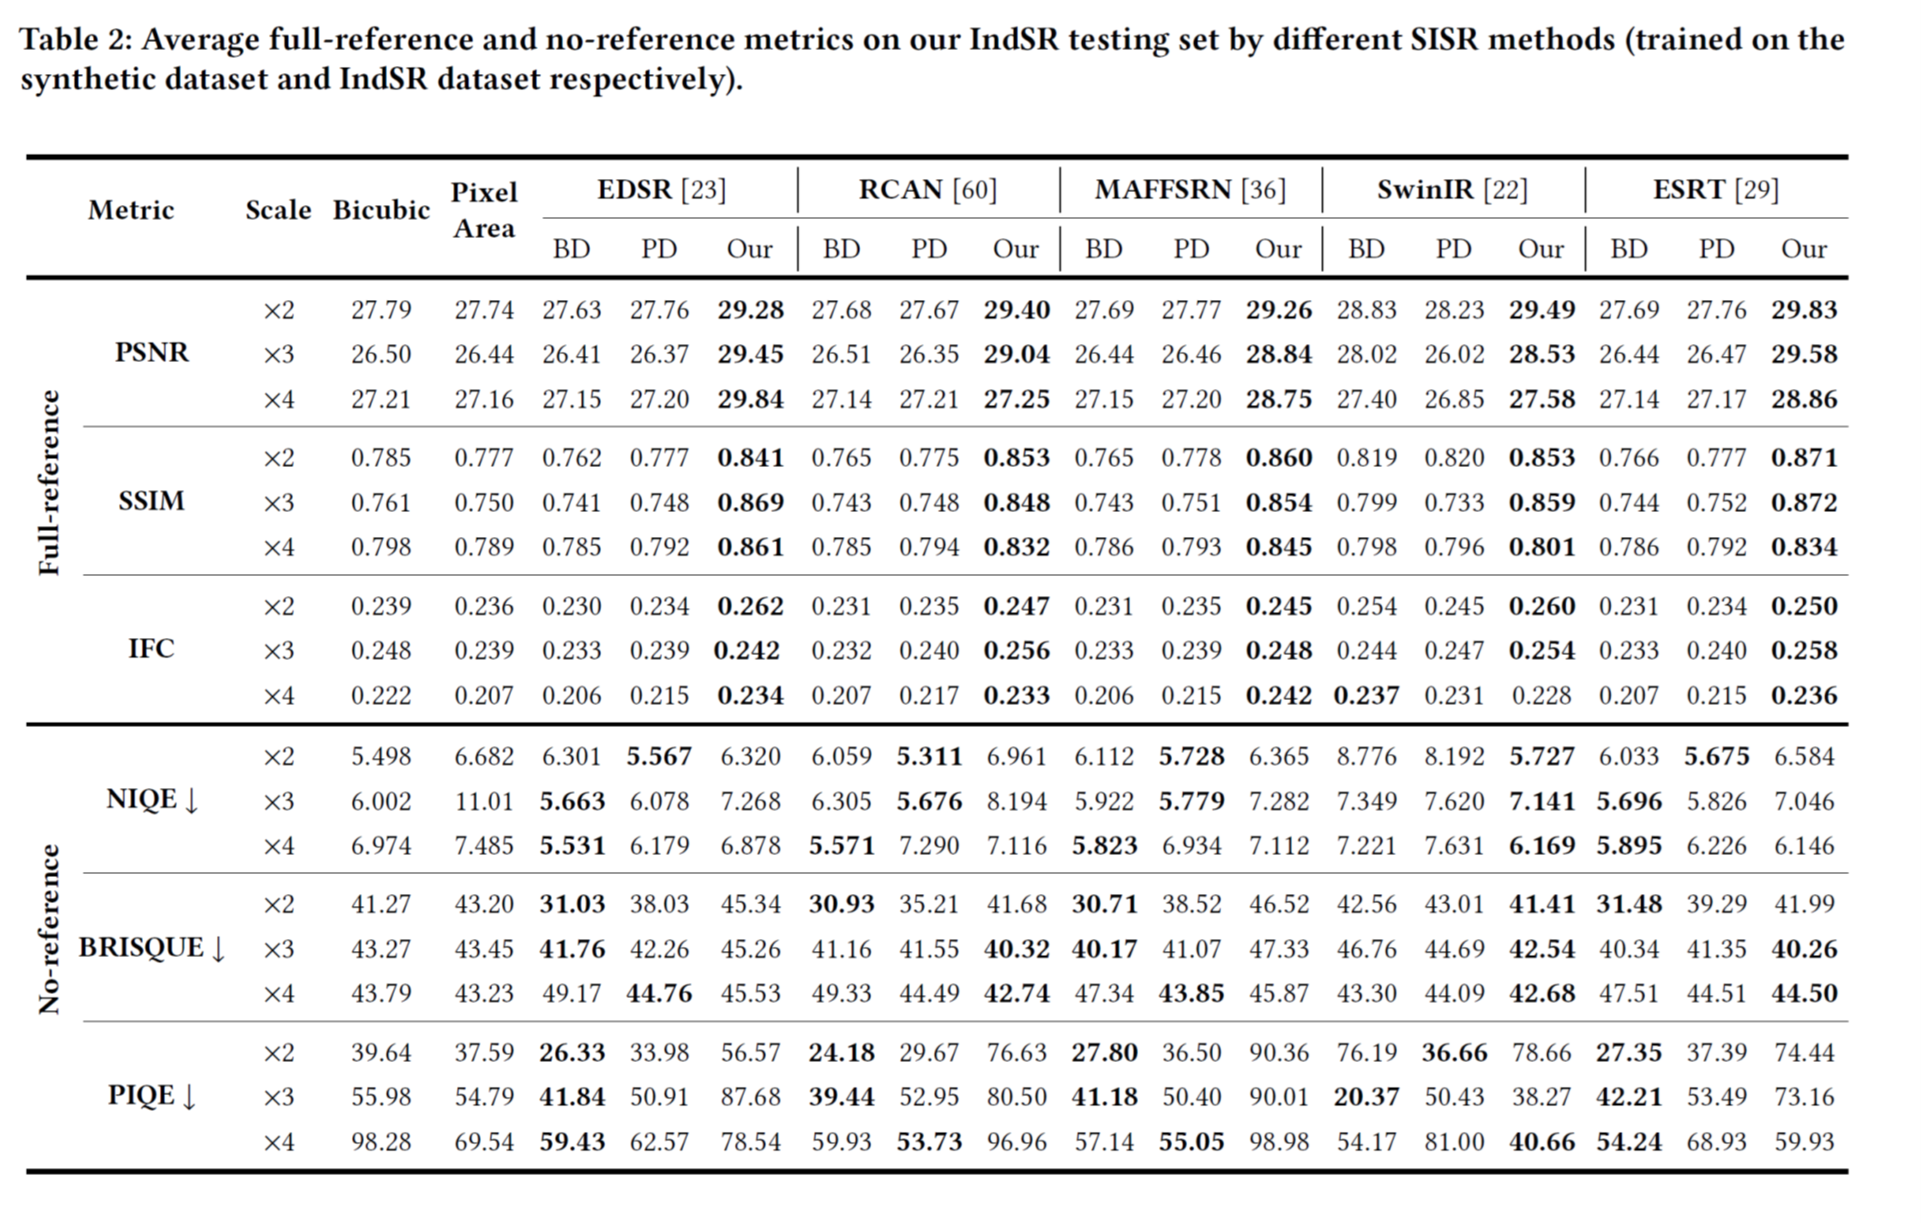 Table 2: Average full-reference and no-reference metrics on our IndSR testing set by different SISR methods (trained on the
synthetic dataset and IndSR dataset respectively).
Metric Scale Bicubic Pixel Area EDSR [23] RCAN [60] MAFFSRN [36] SwinIR [22] ESRT [29]
BD PD Our BD PD Our BD PD Our BD PD Our BD PD Our
Full-reference
PSNR
×2 27.79 27.74 27.63 27.76 29.28 27.68 27.67 29.40 27.69 27.77 29.26 28.83 28.23 29.49 27.69 27.76 29.83
×3 26.50 26.44 26.41 26.37 29.45 26.51 26.35 29.04 26.44 26.46 28.84 28.02 26.02 28.53 26.44 26.47 29.58
×4 27.21 27.16 27.15 27.20 29.84 27.14 27.21 27.25 27.15 27.20 28.75 27.40 26.85 27.58 27.14 27.17 28.86
SSIM
×2 0.785 0.777 0.762 0.777 0.841 0.765 0.775 0.853 0.765 0.778 0.860 0.819 0.820 0.853 0.766 0.777 0.871
×3 0.761 0.750 0.741 0.748 0.869 0.743 0.748 0.848 0.743 0.751 0.854 0.799 0.733 0.859 0.744 0.752 0.872
×4 0.798 0.789 0.785 0.792 0.861 0.785 0.794 0.832 0.786 0.793 0.845 0.798 0.796 0.801 0.786 0.792 0.834
IFC
×2 0.239 0.236 0.230 0.234 0.262 0.231 0.235 0.247 0.231 0.235 0.245 0.254 0.245 0.260 0.231 0.234 0.250
×3 0.248 0.239 0.233 0.239 0.242 0.232 0.240 0.256 0.233 0.239 0.248 0.244 0.247 0.254 0.233 0.240 0.258
×4 0.222 0.207 0.206 0.215 0.234 0.207 0.217 0.233 0.206 0.215 0.242 0.237 0.231 0.228 0.207 0.215 0.236
No-reference
NIQE ↓
×2 5.498 6.682 6.301 5.567 6.320 6.059 5.311 6.961 6.112 5.728 6.365 8.776 8.192 5.727 6.033 5.675 6.584
×3 6.002 11.01 5.663 6.078 7.268 6.305 5.676 8.194 5.922 5.779 7.282 7.349 7.620 7.141 5.696 5.826 7.046
×4 6.974 7.485 5.531 6.179 6.878 5.571 7.290 7.116 5.823 6.934 7.112 7.221 7.631 6.169 5.895 6.226 6.146
BRISQUE ↓
×2 41.27 43.20 31.03 38.03 45.34 30.93 35.21 41.68 30.71 38.52 46.52 42.56 43.01 41.41 31.48 39.29 41.99
×3 43.27 43.45 41.76 42.26 45.26 41.16 41.55 40.32 40.17 41.07 47.33 46.76 44.69 42.54 40.34 41.35 40.26
×4 43.79 43.23 49.17 44.76 45.53 49.33 44.49 42.74 47.34 43.85 45.87 43.30 44.09 42.68 47.51 44.51 44.50
PIQE ↓
×2 39.64 37.59 26.33 33.98 56.57 24.18 29.67 76.63 27.80 36.50 90.36 76.19 36.66 78.66 27.35 37.39 74.44
×3 55.98 54.79 41.84 50.91 87.68 39.44 52.95 80.50 41.18 50.40 90.01 20.37 50.43 38.27 42.21 53.49 73.16
×4 98.28 69.54 59.43 62.57 78.54 59.93 53.73 96.96 57.14 55.05 98.98 54.17 81.00 40.66 54.24 68.93 59.93